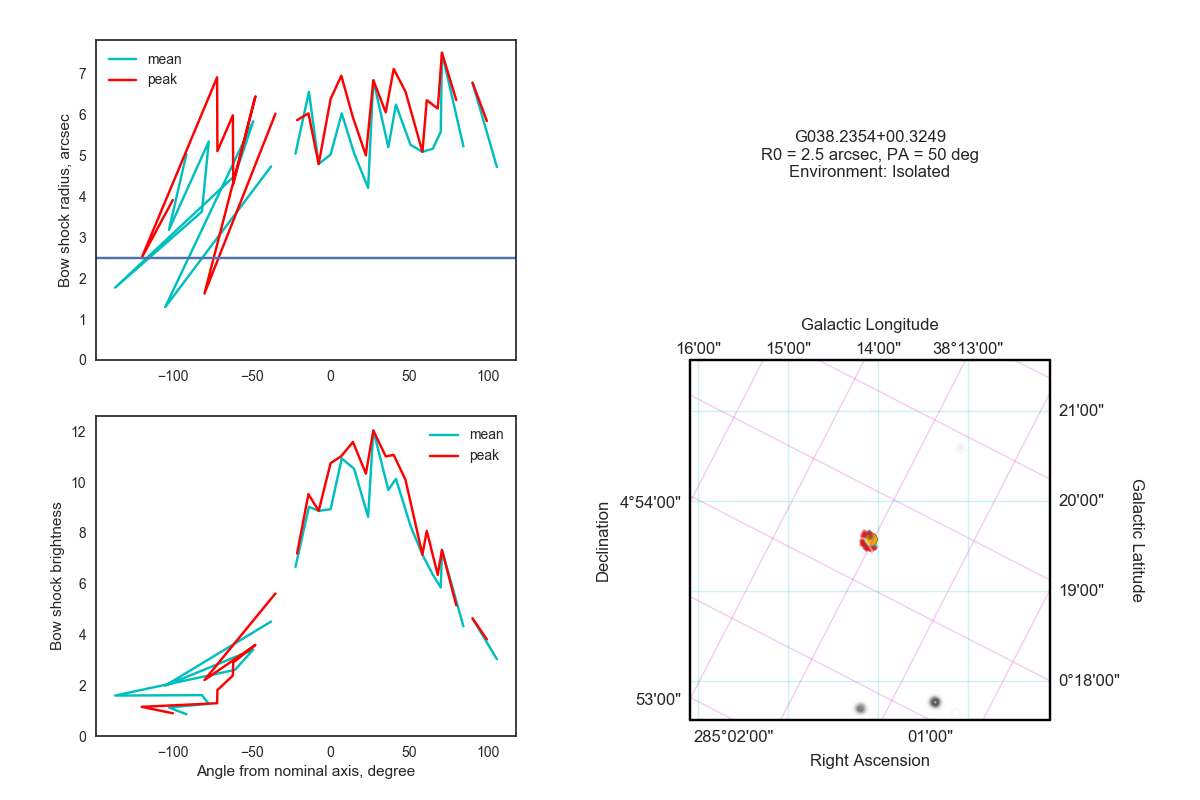 mean
peak
Bow shock radius, arcsec
7
6
5
4
3
2
1
0
−100
−50
0
50
100
G038.2354+00.3249
R0 = 2.5 arcsec, PA = 50 deg
Environment: Isolated
mean
peak
Bow shock brightness
12
10
8
6
4
2
0
−100
−50
0
50
100
Angle from nominal axis, degree
Galactic Longitude
16'00"
15'00"
14'00"
38°13'00"
21'00"
20'00"
19'00"
0°18'00"
Galactic Latitude
Declination
4°54'00"
53'00"
285°02'00"
01'00"
Right Ascension